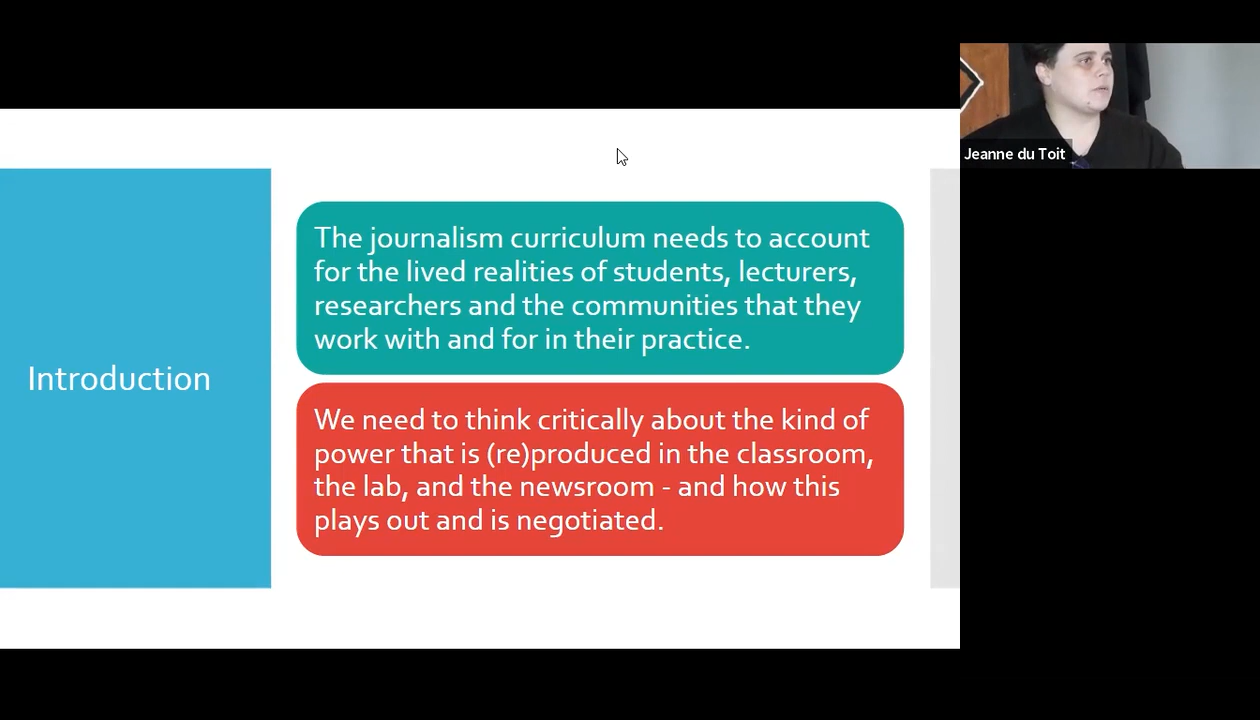 Introduction
The journalism curriculum needs to account
for the lived realities of students, lecturers,
researchers and the communities that they
work with and for in their practice.
We need to think critically about the kind of
power that is (re)produced in the classroom,
the lab, and the newsroom - and how this
plays out and is negotiated.
Jeanne du Toit